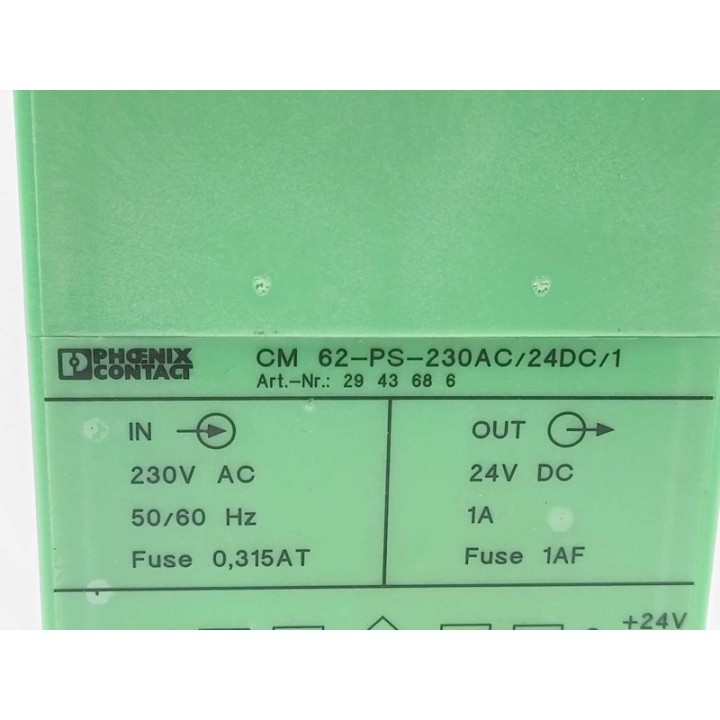 PHŒNIX
CONTACT
CM 62-PS-230AC/24DC/1
Art.-Nr.: 29 43 68 6
IN
230V AC
50/60 Hz
Fuse 0,315AT
OUT
24V DC
1A
Fuse 1AF
+24V